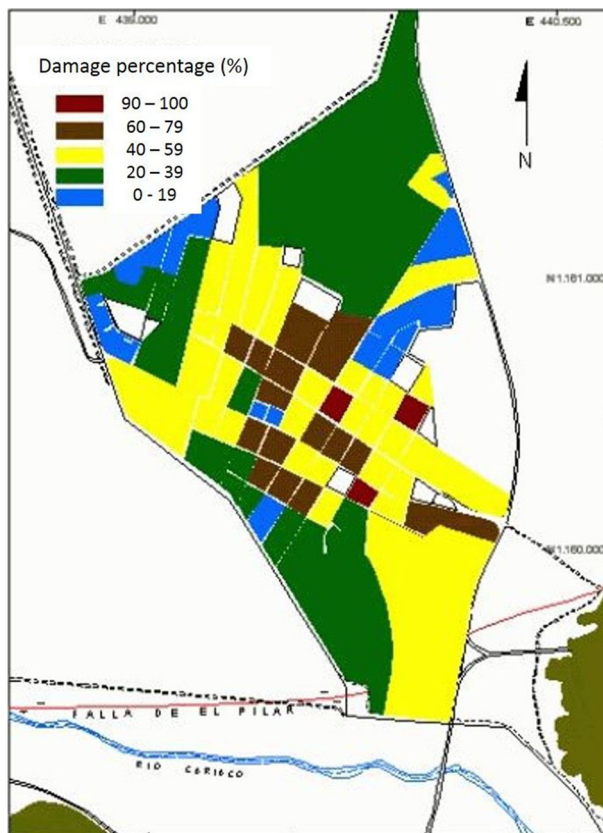 E 439.000
E 440.500
Damage percentage (%)
90 – 100
60 – 79
40 – 59
20 – 39
0 - 19
N
N1.161.000
N1.160.000
FALLA DE EL PILAR
RIO CARIACO